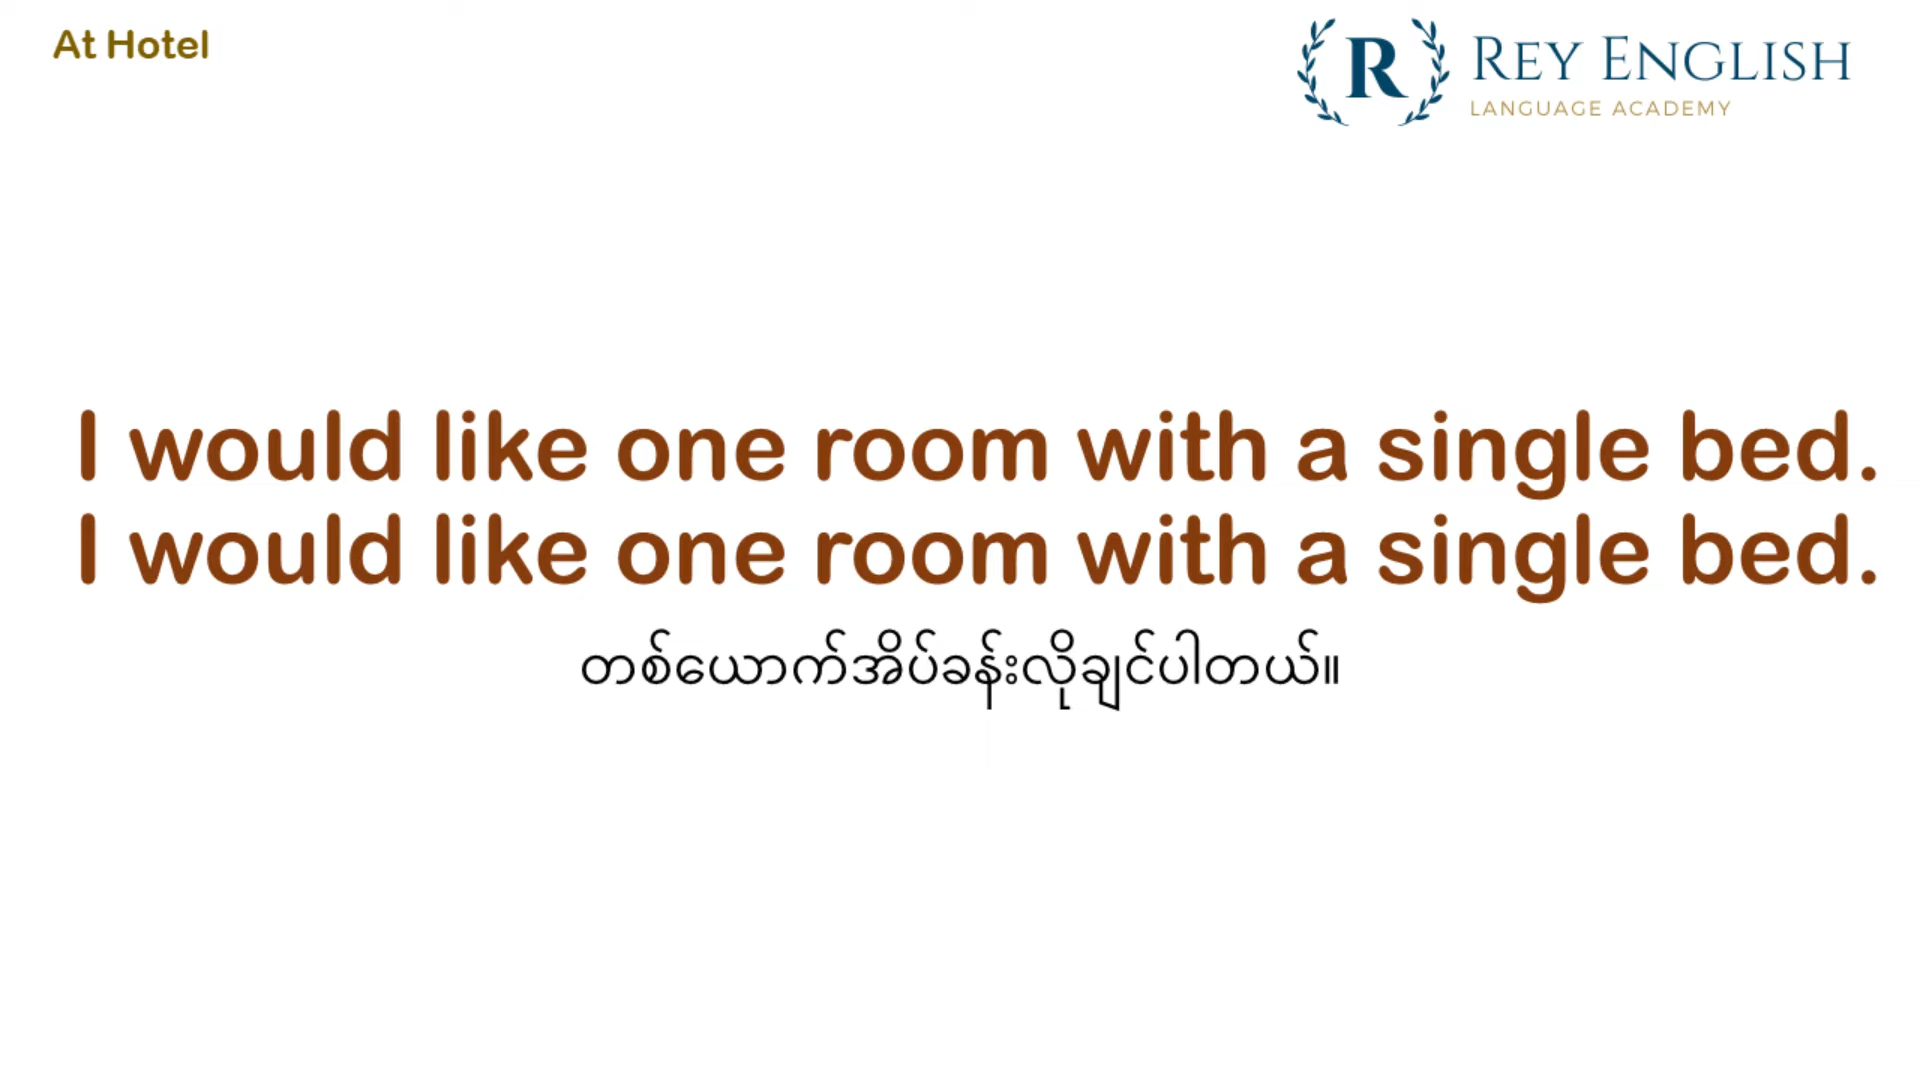 At Hotel
R
REY ENGLISH
LANGUAGE ACADEMY
I would like one room with a single bed.
I would like one room with a single bed.
တစ်ယောက်အိပ်ခန်းလိုချင်ပါတယ်။